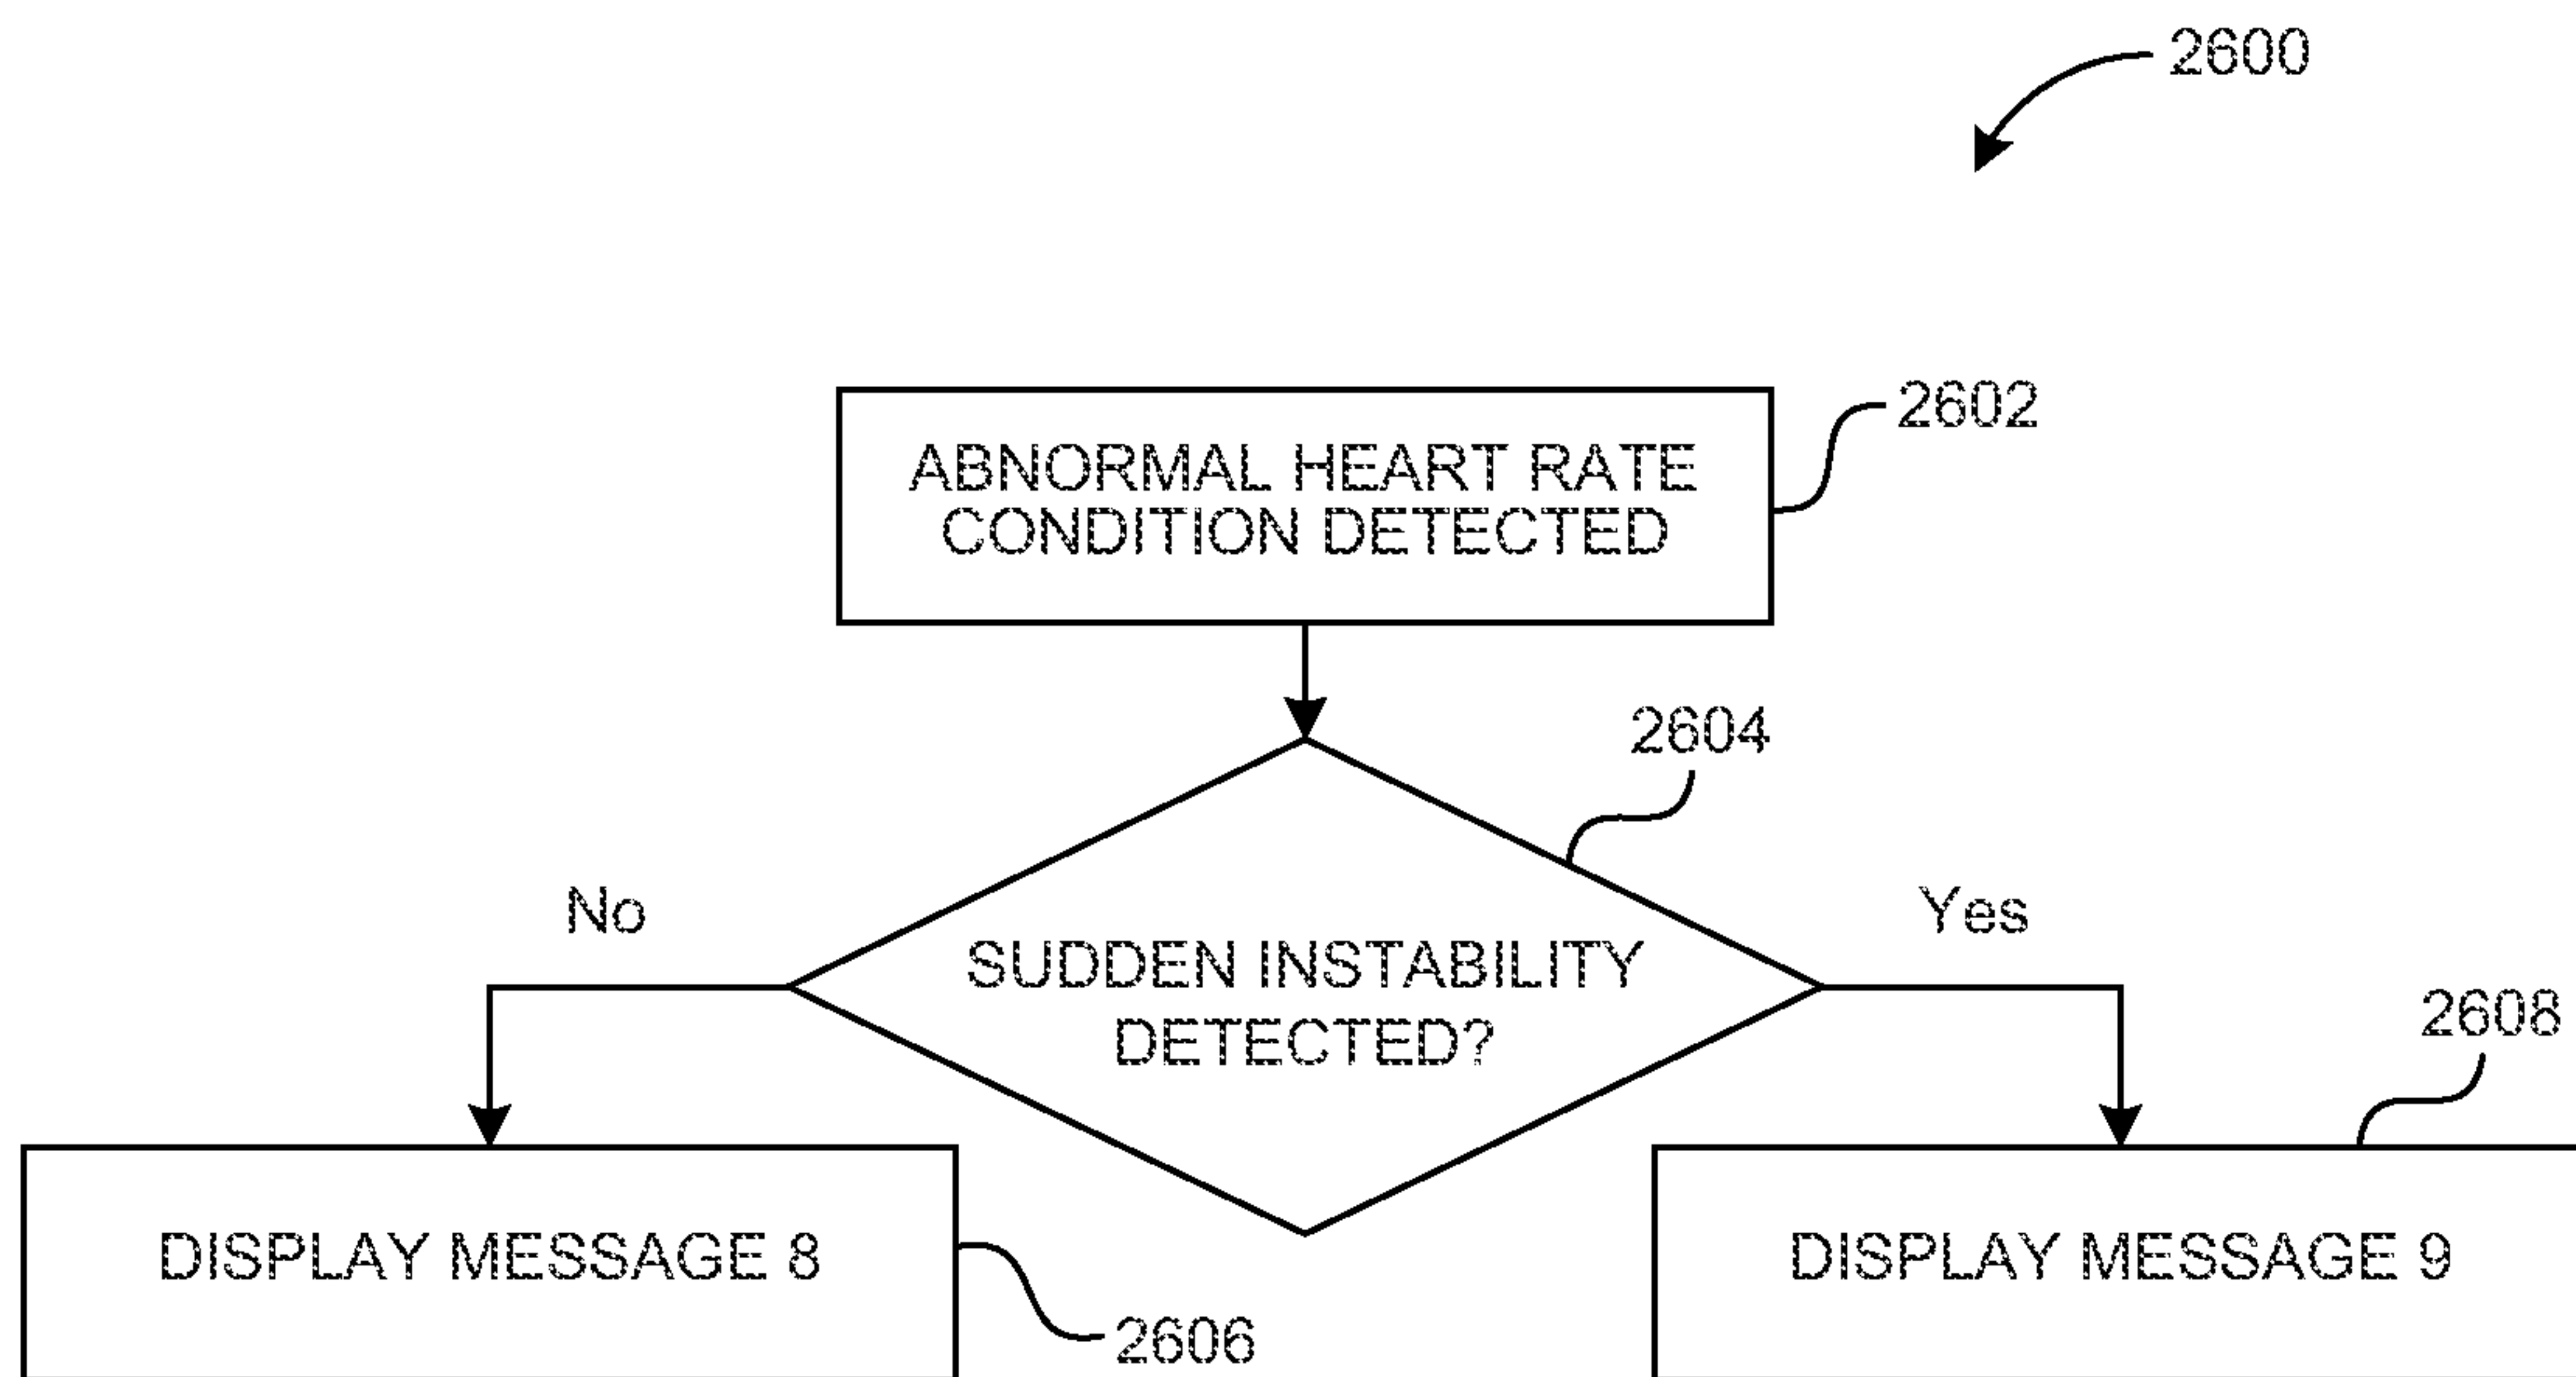 2600
ABNORMAL HEART RATE
CONDITION DETECTED
2602
2604
No
Yes
SUDDEN INSTABILITY
DETECTED?
2608
DISPLAY MESSAGE 8
DISPLAY MESSAGE 9
2606